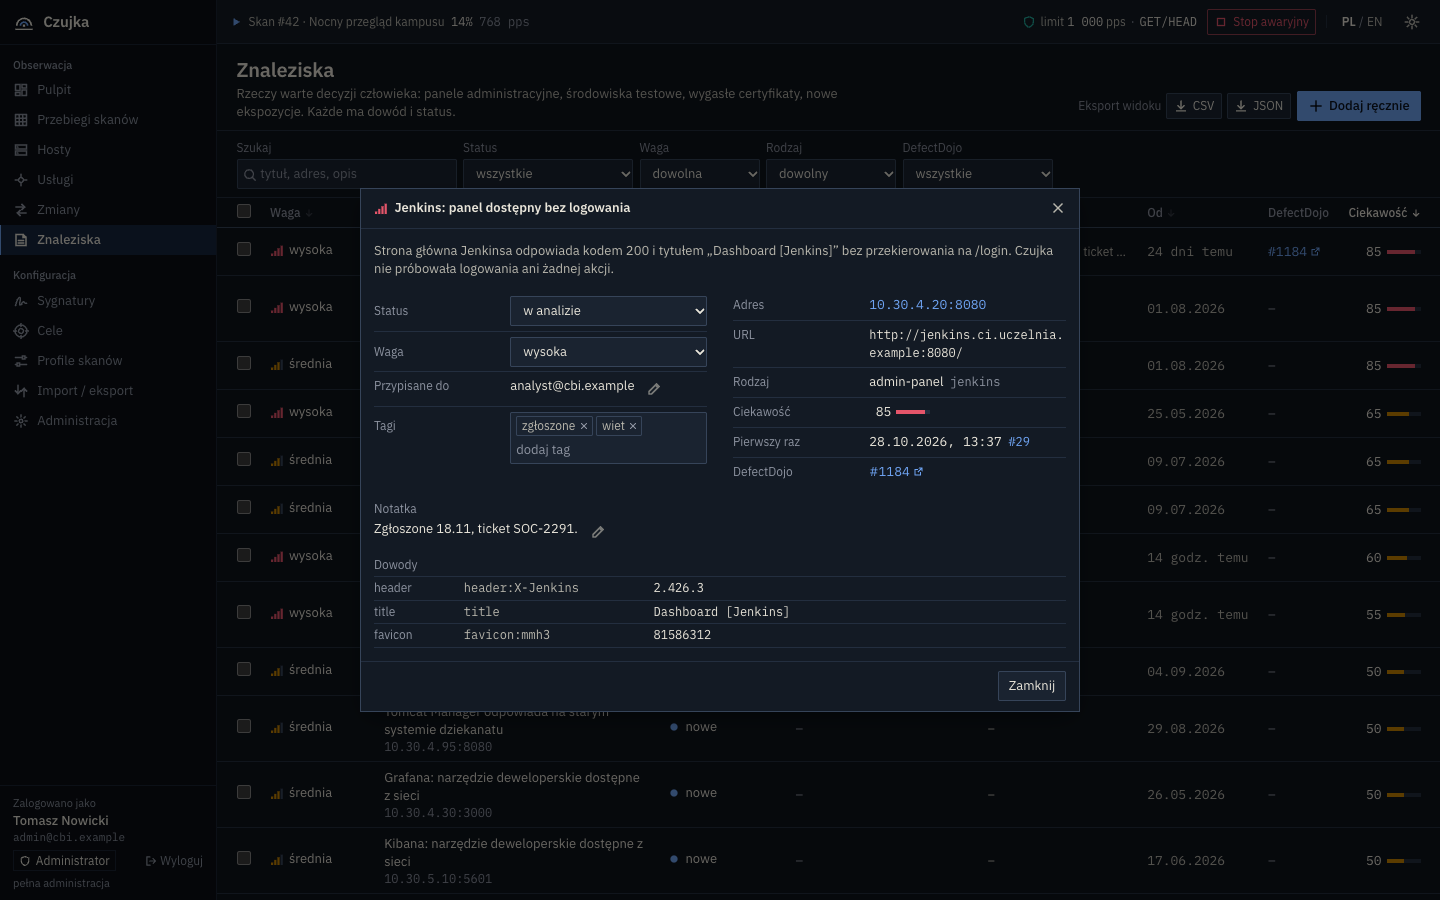 Czujka
Skan #42 · Nocny przegląd kampusu 14% 768 pps
limit 1 000 pps · GET/HEAD
Stop awaryjny
PL / EN
Obserwacja
Pulpit
Przebiegi skanów
Hosty
Usługi
Zmiany
Znaleziska
Konfiguracja
Sygnatury
Cele
Profile skanów
Import / eksport
Administracja
Zalogowano jako
Tomasz Nowicki
admin@cbi.example
Administrator
Wyloguj
pełna administracja
Znaleziska
Rzeczy warte decyzji człowieka: panele administracyjne, środowiska testowe, wygasłe certyfikaty, nowe
ekspozycje. Każde ma dowód i status.
Eksport widoku
CSV
JSON
Dodaj ręcznie
Szukaj
Status
Waga
Rodzaj
DefectDojo
tytuł, adres, opis
wszystkie
dowolna
dowolny
wszystkie
Waga
Od
DefectDojo
Ciekawość
wysoka
ticket ...
24 dni temu
#1184
85
wysoka
01.08.2026
–
85
średnia
01.08.2026
–
85
wysoka
25.05.2026
–
65
średnia
09.07.2026
–
65
średnia
09.07.2026
–
65
wysoka
14 godz. temu
–
60
wysoka
14 godz. temu
–
55
średnia
04.09.2026
–
50
średnia
Tomcat Manager odpowiada na starym
systemie dziekanatu
10.30.4.95:8080
nowe
–
–
29.08.2026
–
50
średnia
Grafana: narzędzie deweloperskie dostępne
z sieci
10.30.4.30:3000
nowe
–
–
26.05.2026
–
50
średnia
Kibana: narzędzie deweloperskie dostępne z
sieci
10.30.5.10:5601
nowe
–
–
17.06.2026
–
50
Jenkins: panel dostępny bez logowania
Strona główna Jenkinsa odpowiada kodem 200 i tytułem „Dashboard [Jenkins]” bez przekierowania na /login. Czujka
nie próbowała logowania ani żadnej akcji.
Status
w analizie
Waga
wysoka
Przypisane do
analyst@cbi.example
Tagi
zgłoszone × wiet ×
dodaj tag
Adres
10.30.4.20:8080
URL
http://jenkins.ci.uczelnia.
example:8080/
Rodzaj
admin-panel jenkins
Ciekawość
85
Pierwszy raz
28.10.2026, 13:37 #29
DefectDojo
#1184
Notatka
Zgłoszone 18.11, ticket SOC-2291.
Dowody
header
header:X-Jenkins
2.426.3
title
title
Dashboard [Jenkins]
favicon
favicon:mmh3
81586312
Zamknij